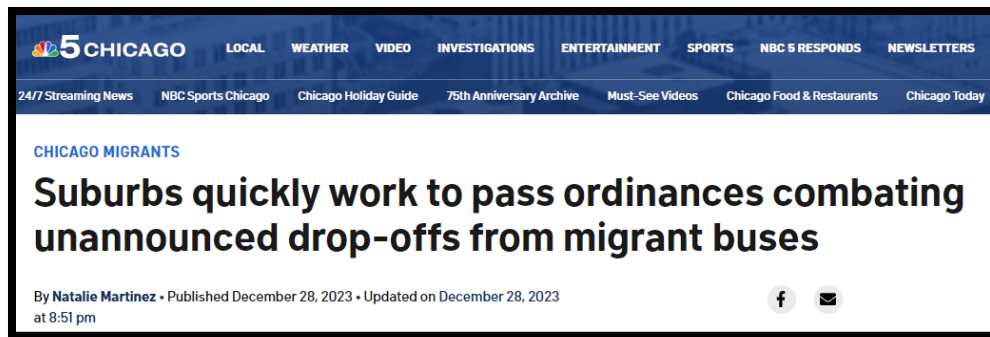 5 CHICAGO LOCAL WEATHER VIDEO INVESTIGATIONS ENTERTAINMENT SPORTS NBC 5 RESPONDS NEWSLETTERS
24/7 Streaming News NBC Sports Chicago Chicago Holiday Guide 75th Anniversary Archive Must-See Videos Chicago Food & Restaurants Chicago Today
CHICAGO MIGRANTS
Suburbs quickly work to pass ordinances combating
unannounced drop-offs from migrant buses
By Natalie Martinez • Published December 28, 2023 • Updated on December 28, 2023
at 8:51 pm